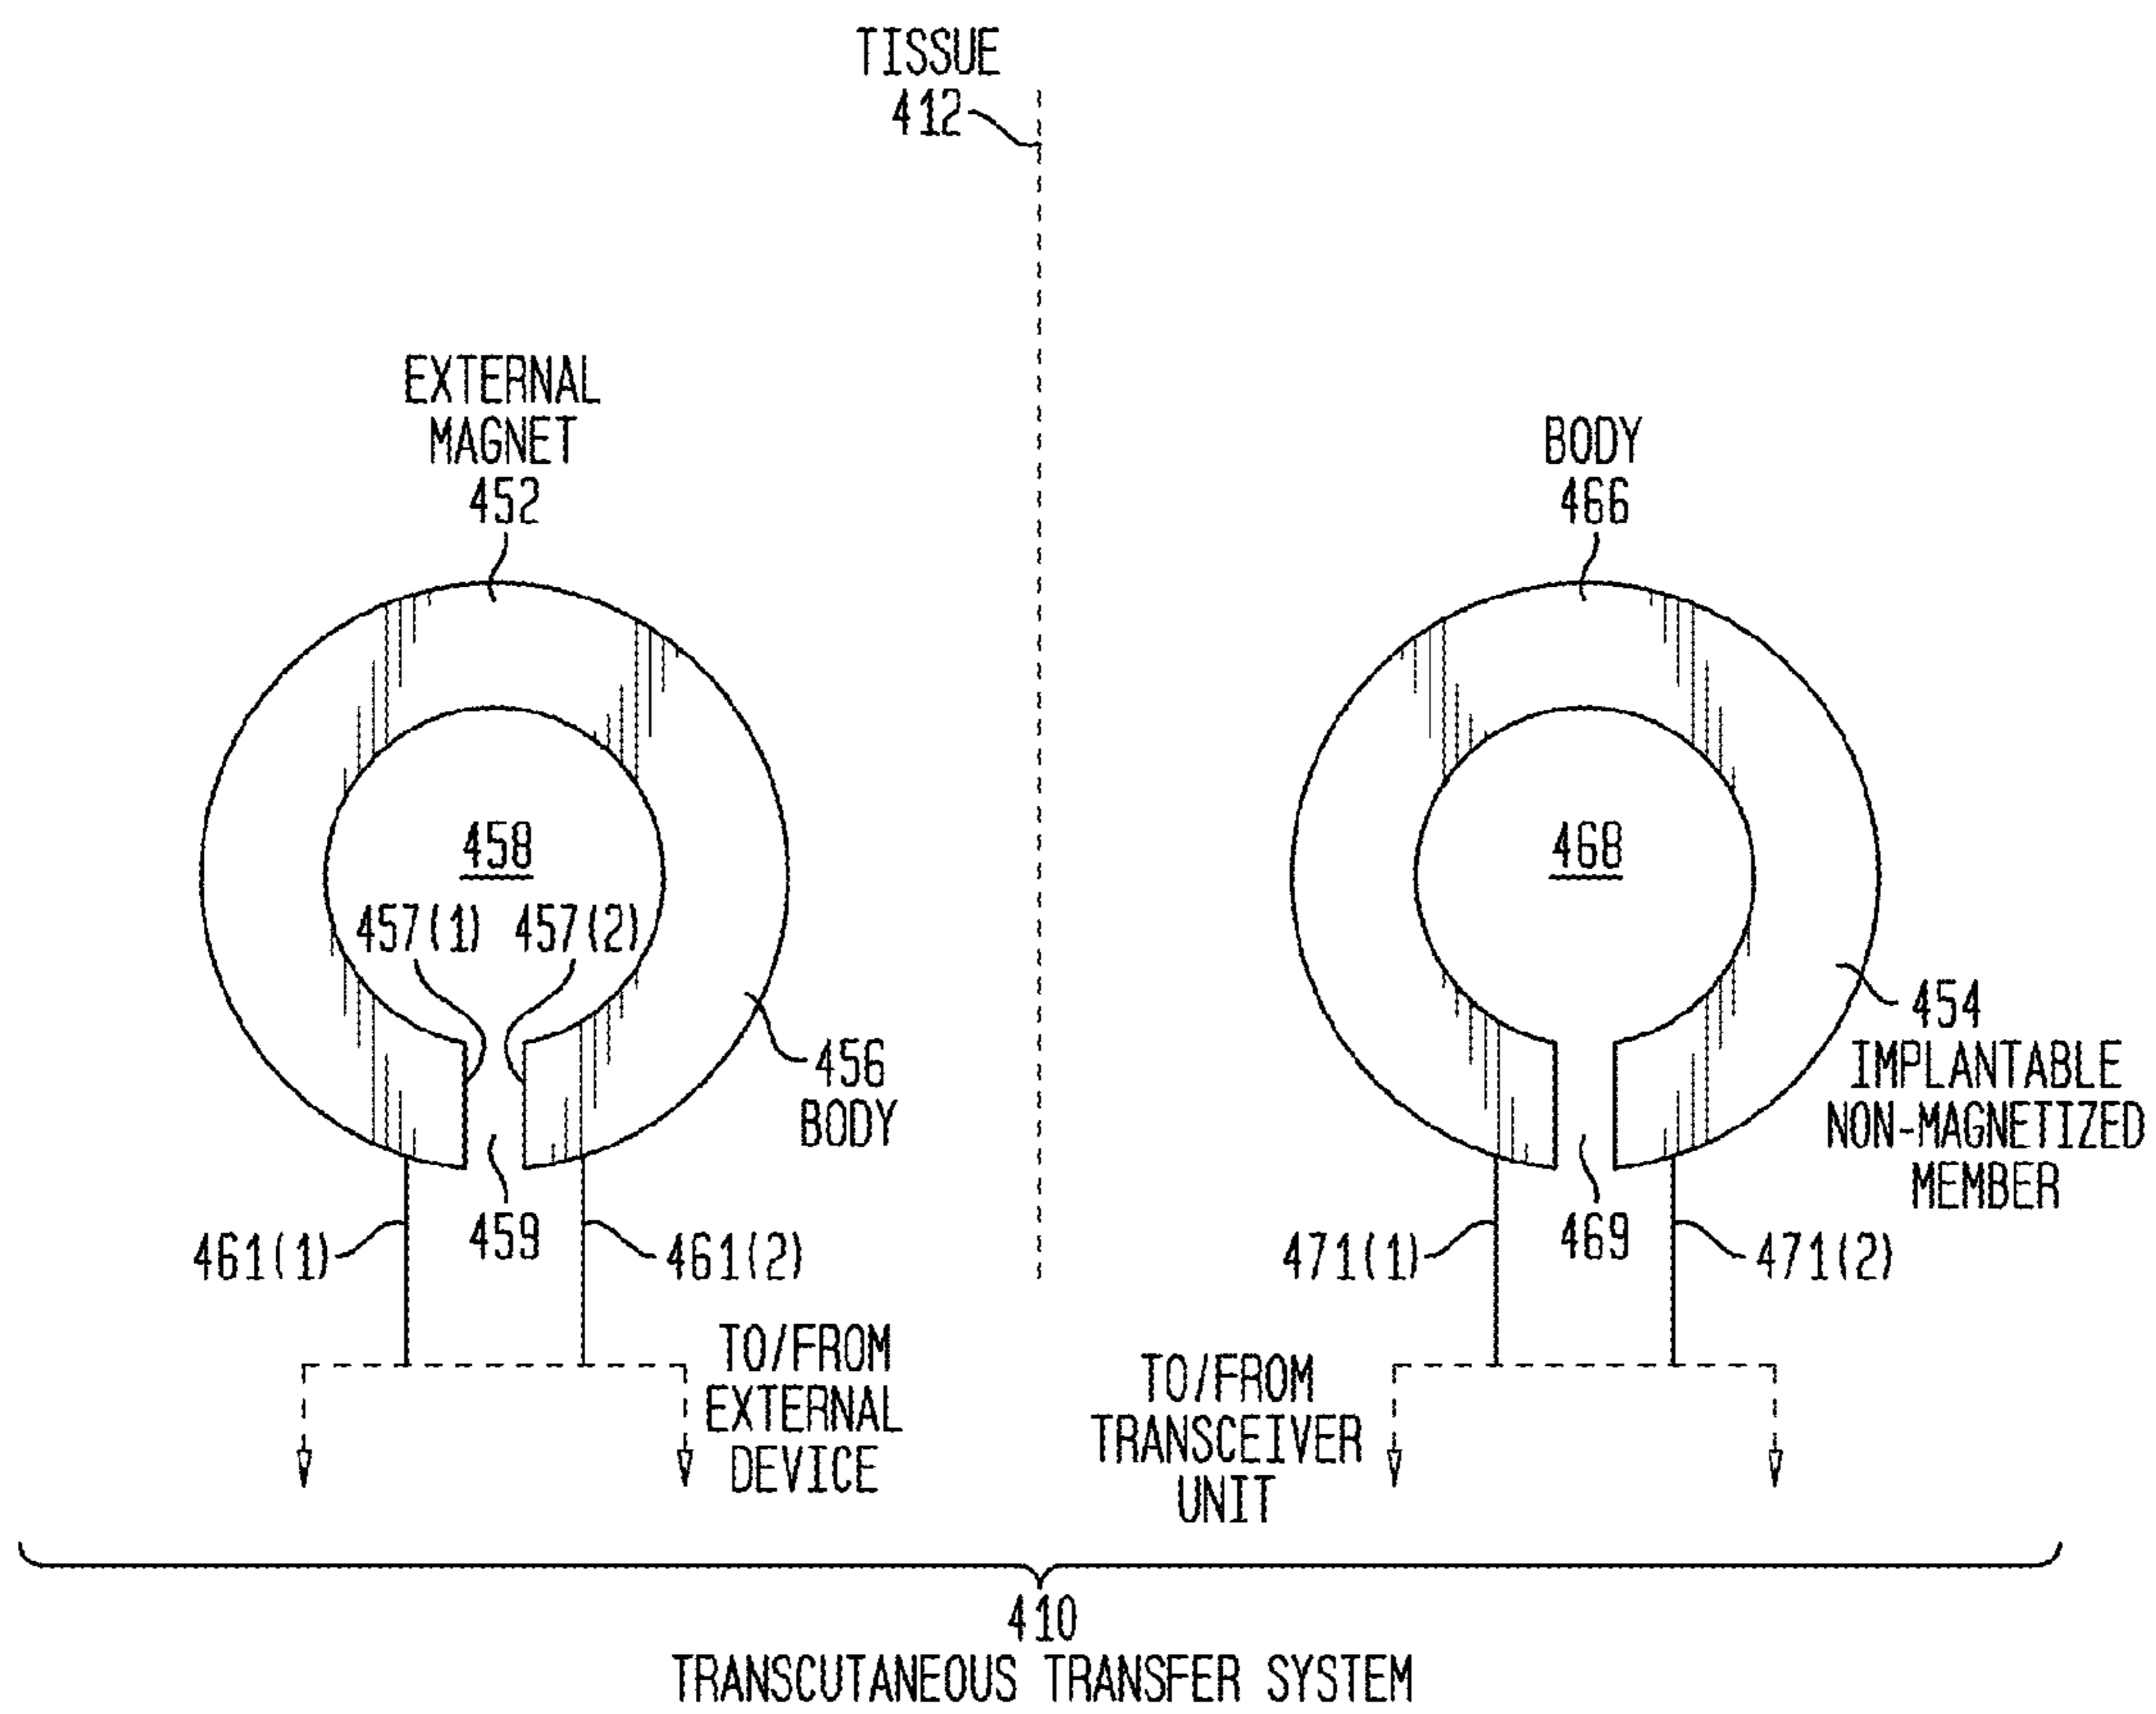 TISSUE
412
EXTERNAL
MAGNET
452
BODY
466
458
468
457(1) 457(2)
454
IMPLANTABLE
NON-MAGNETIZED
MEMBER
456
BODY
459
469
461(1)
461(2)
471(1)
471(2)
TO/FROM
EXTERNAL
DEVICE
TO/FROM
TRANSCEIVER
UNIT
410
TRANSCUTANEOUS TRANSFER SYSTEM